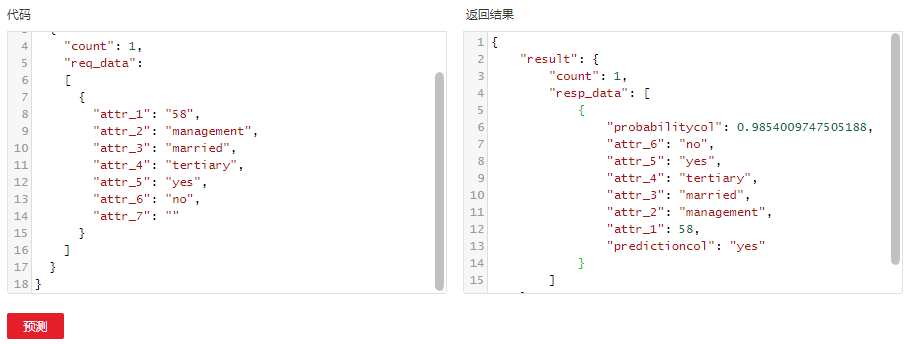 代码
4 "count": 1,
5 "req_data":
6 [
7 {
8 "attr_1": "58",
9 "attr_2": "management",
10 "attr_3": "married",
11 "attr_4": "tertiary",
12 "attr_5": "yes",
13 "attr_6": "no",
14 "attr_7": ""
15 }
16 ]
17 }
18 }
预测
返回结果
1 {
2 "result": {
3 "count": 1,
4 "resp_data": [
5 {
6 "probabilitycol": 0.9854009747505188,
7 "attr_6": "no",
8 "attr_5": "yes",
9 "attr_4": "tertiary",
10 "attr_3": "married",
11 "attr_2": "management",
12 "attr_1": 58,
13 "predictioncol": "yes"
14 }
15 ]